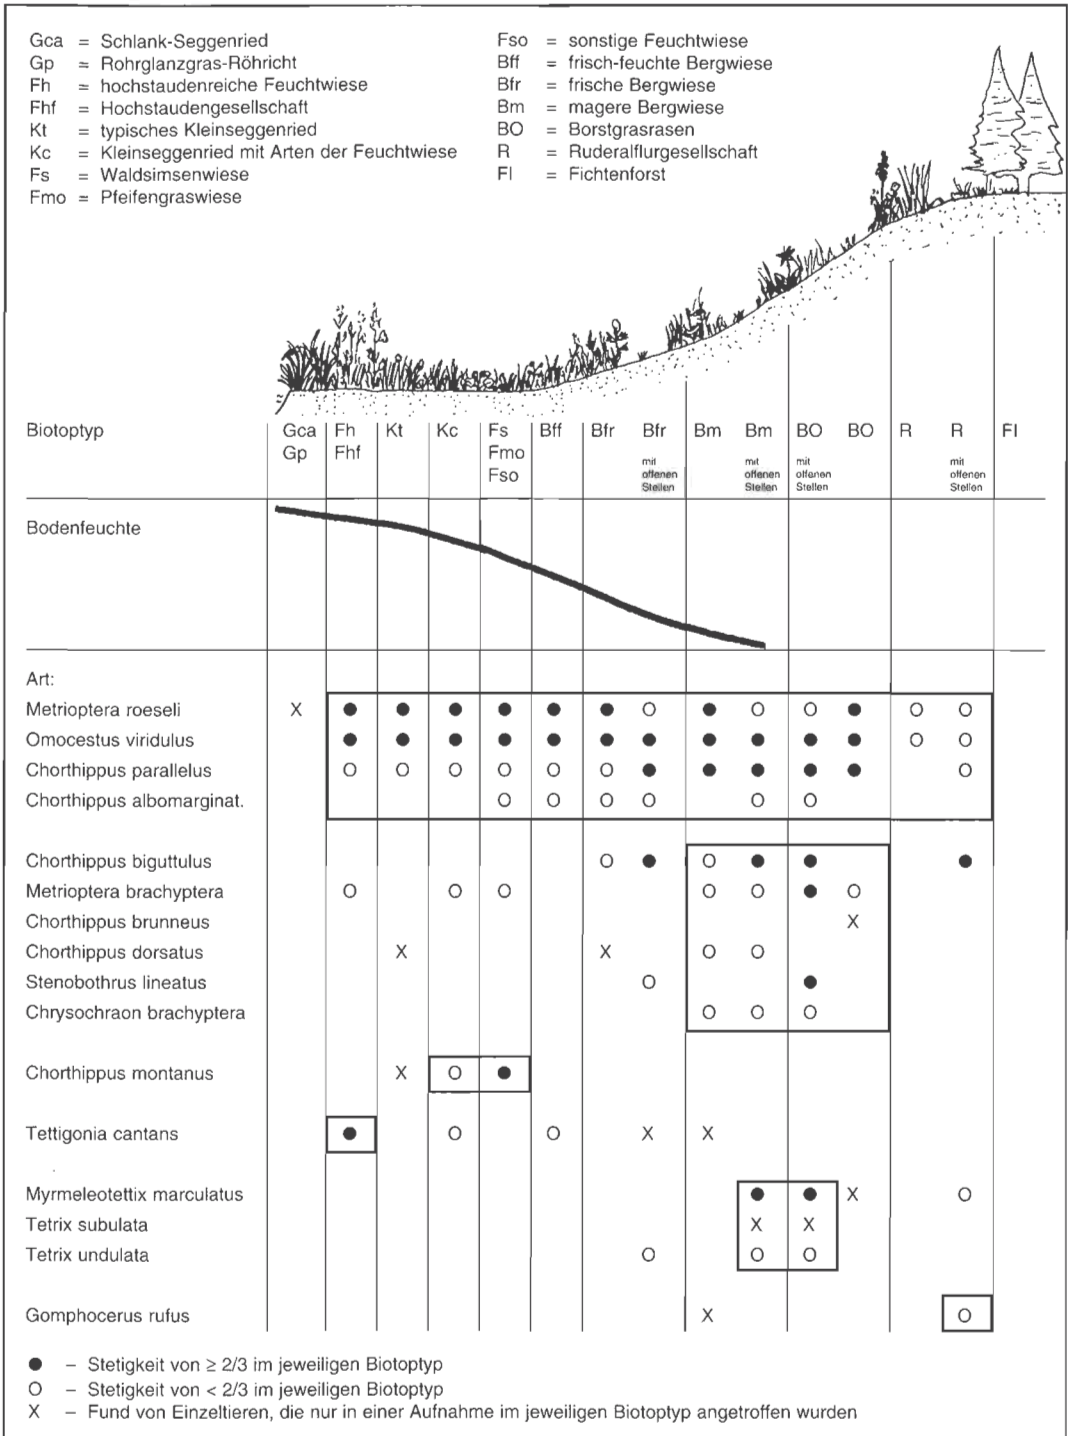 Gca = Schlank-Seggenried
Gp = Rohrglanzgras-Röhricht
Fh = hochstaudenreiche Feuchtwiese
Fhf = Hochstaudengesellschaft
Kt = typisches Kleinseggenried
Kc = Kleinseggenried mit Arten der Feuchtwiese
Fs = Waldsimsenwiese
Fmo = Pfeifengraswiese
Fso = sonstige Feuchtwiese
Bff = frisch-feuchte Bergwiese
Bfr = frische Bergwiese
Bm = magere Bergwiese
BO = Borstgrasrasen
R = Ruderalflurgesellschaft
Fl = Fichtenforst
Biotoptyp Gca Fh Kt Kc Fs Bff Bfr Bfr Bm Bm BO BO R R Fl
Gp Fhf Fmo mit mit mit mit
Fso offenen offenen offenen offenen
Stellen Stellen Stellen Stellen
Bodenfeuchte
Art:
Metrioptera roeseli X ● ● ● ● ● ● O ● O O ● O O
Omocestus viridulus ● ● ● ● ● ● ● ● ● ● ● O O
Chorthippus parallelus O O O O O O ● ● ● ● ● O
Chorthippus albomarginat. O O O O O O
Chorthippus biguttulus O ● O ● ● ●
Metrioptera brachyptera O O O O O ● O
Chorthippus brunneus X
Chorthippus dorsatus X X O O
Stenobothrus lineatus O ●
Chrysochraon brachyptera O O O
Chorthippus montanus X O ●
Tettigonia cantans ● O O X X
Myrmeleotettix marculatus ● ● X O
Tetrix subulata X X
Tetrix undulata O O O
Gomphocerus rufus X O
● – Stetigkeit von ≥ 2/3 im jeweiligen Biotoptyp
O – Stetigkeit von < 2/3 im jeweiligen Biotoptyp
X – Fund von Einzeltieren, die nur in einer Aufnahme im jeweiligen Biotoptyp angetroffen wurden